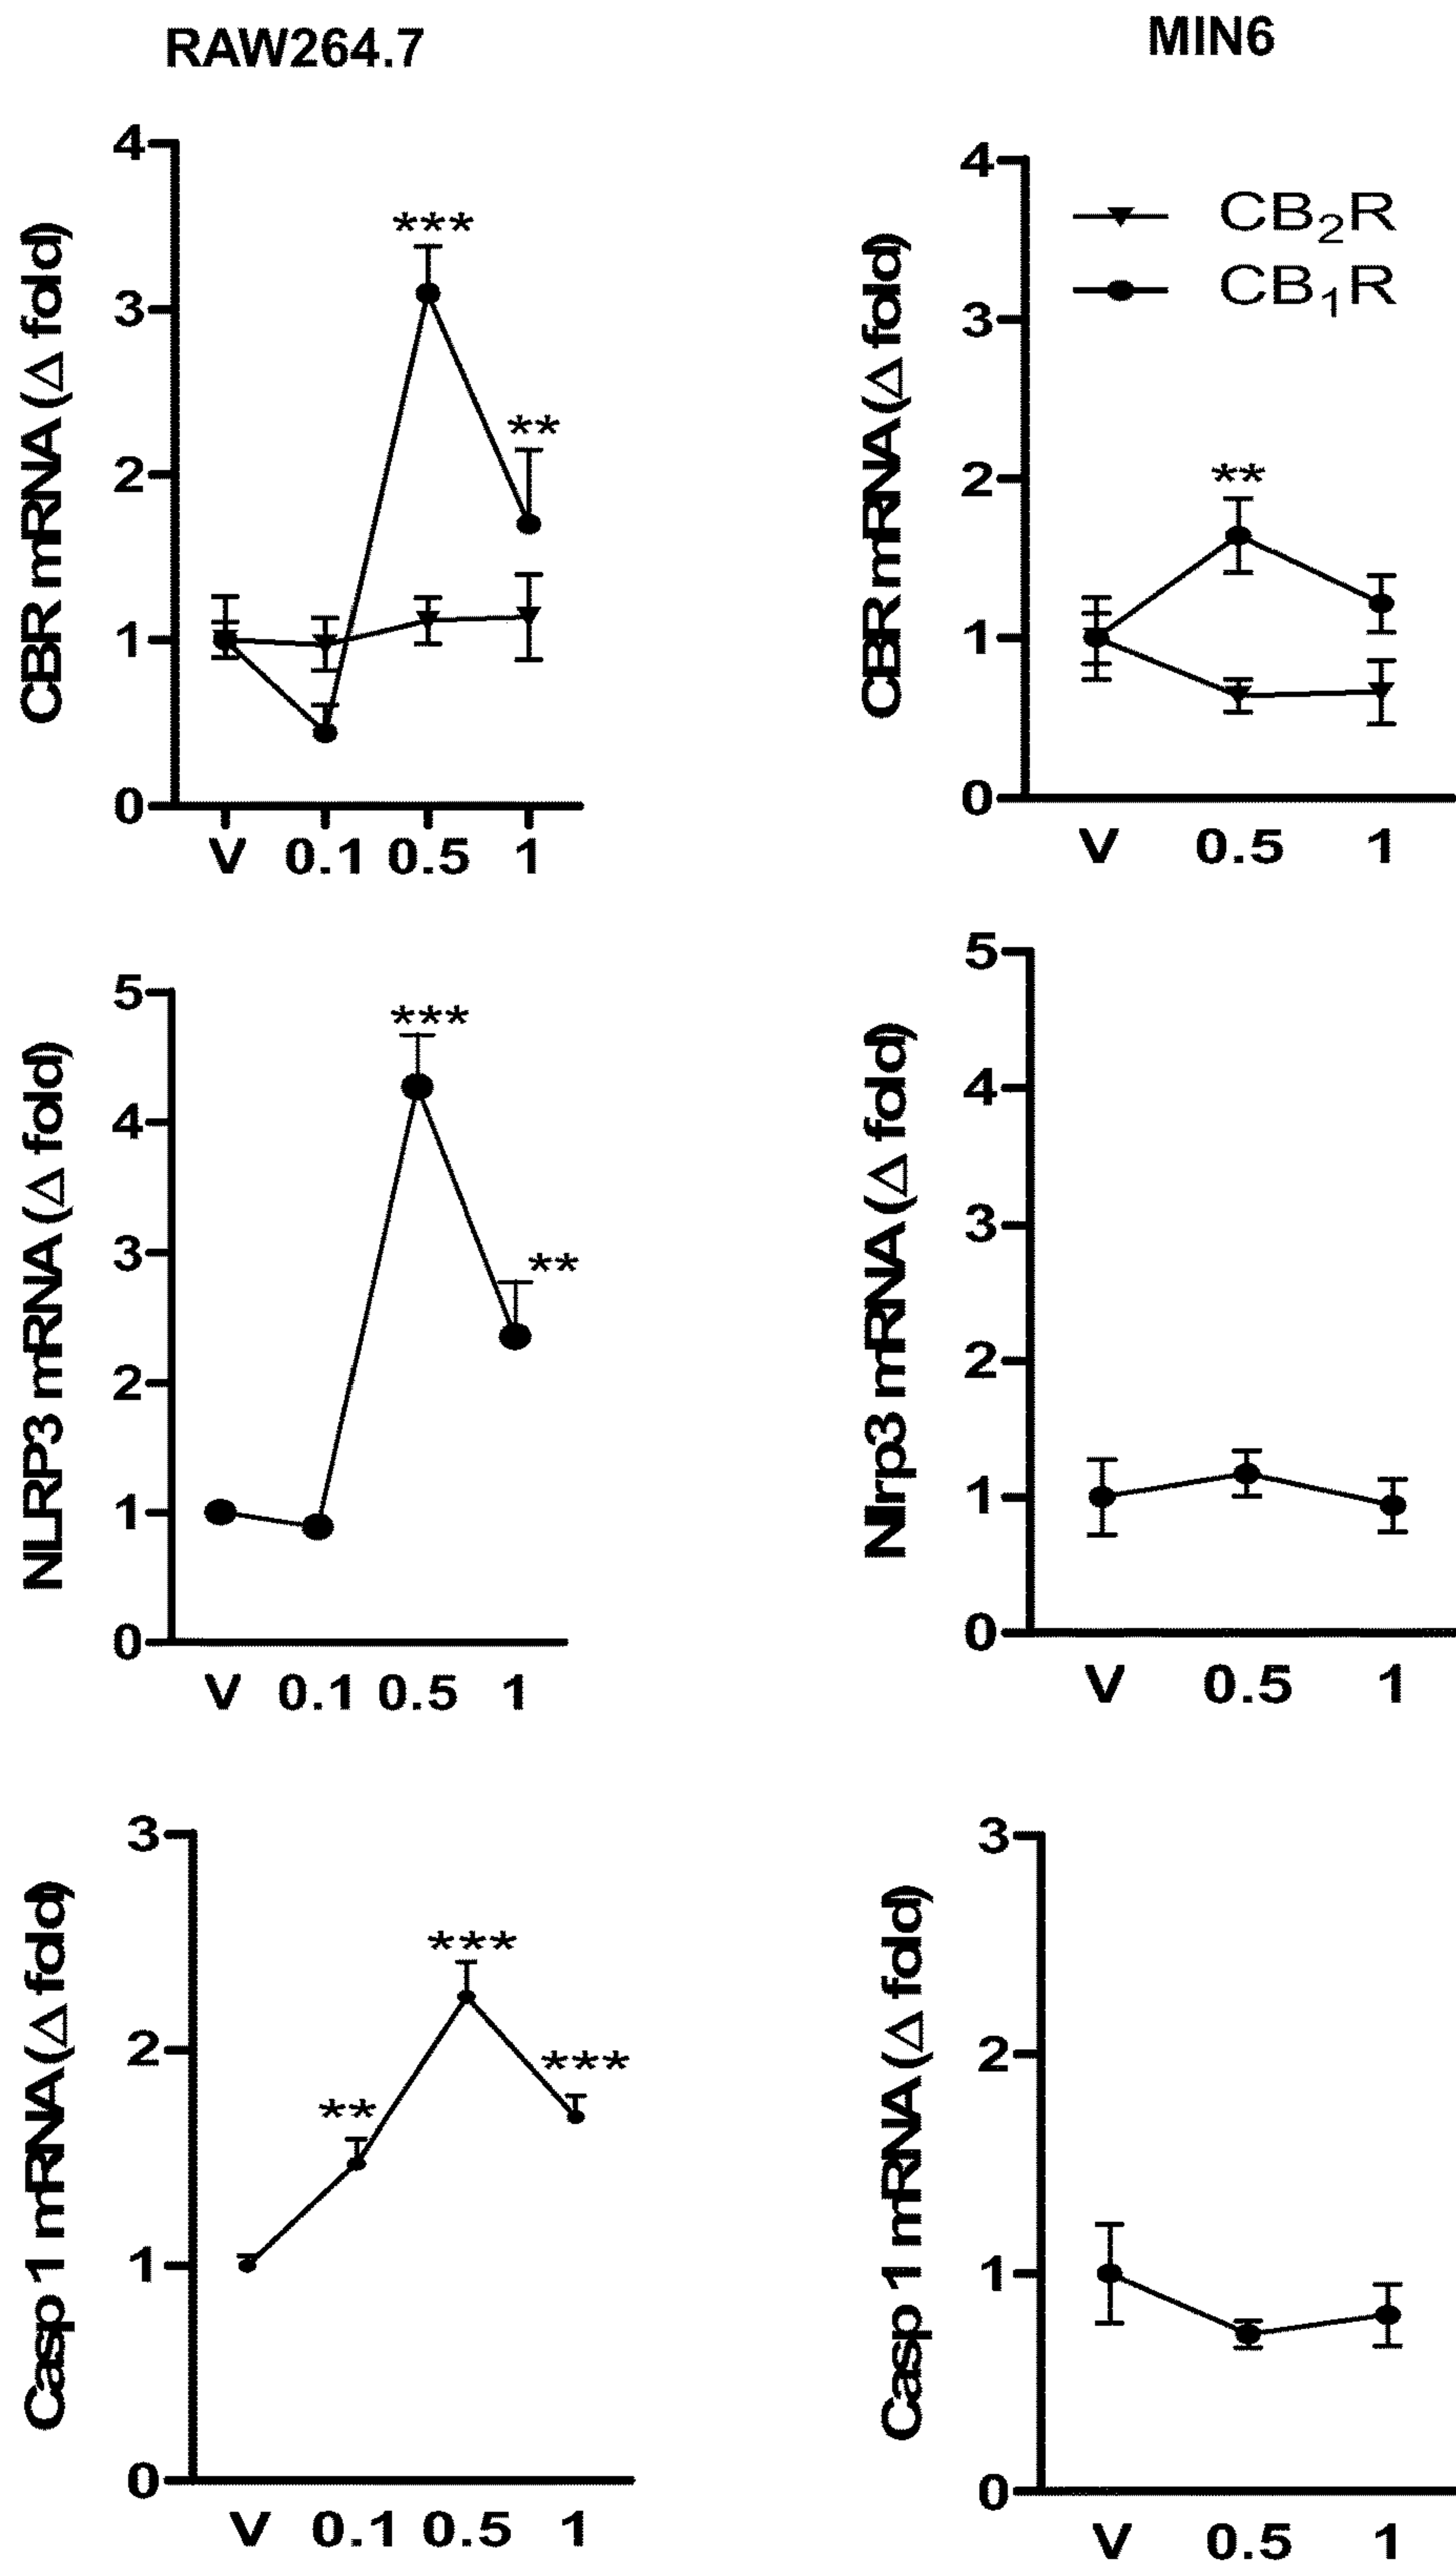 RAW264.7
MIN6
CBR mRNA (Δ fold)
4
***
3
**
2
1
0
V 0.1 0.5 1
CBR mRNA (Δ fold)
4
CB₂R
CB₁R
3
**
2
1
0
V 0.5 1
NLRP3 mRNA (Δ fold)
5
***
4
3
**
2
1
0
V 0.1 0.5 1
Nlrp3 mRNA (Δ fold)
5
4
3
2
1
0
V 0.5 1
Casp 1 mRNA (Δ fold)
3
***
2
***
**
1
0
V 0.1 0.5 1
Casp 1 mRNA (Δ fold)
3
2
1
0
V 0.5 1